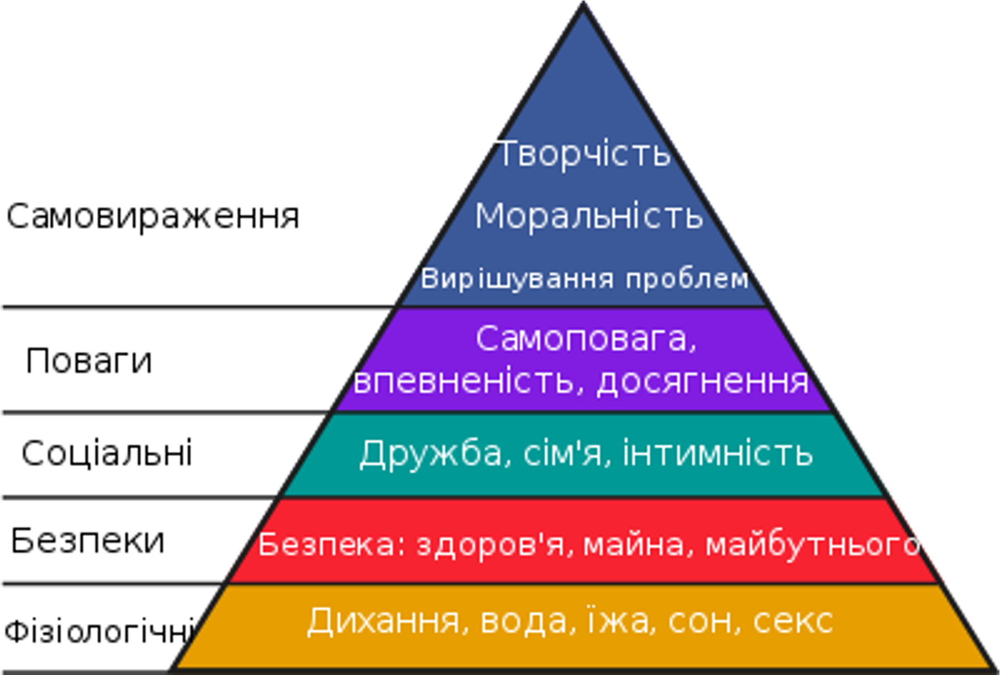 Творчість
Самовираження
Моральність
Вирішування проблем
Поваги
Самоповага,
впевненість, досягнення
Соціальні
Дружба, сім'я, інтимність
Безпеки
Безпека: здоров'я, майна, майбутнього
Фізіологічні
Дихання, вода, їжа, сон, секс